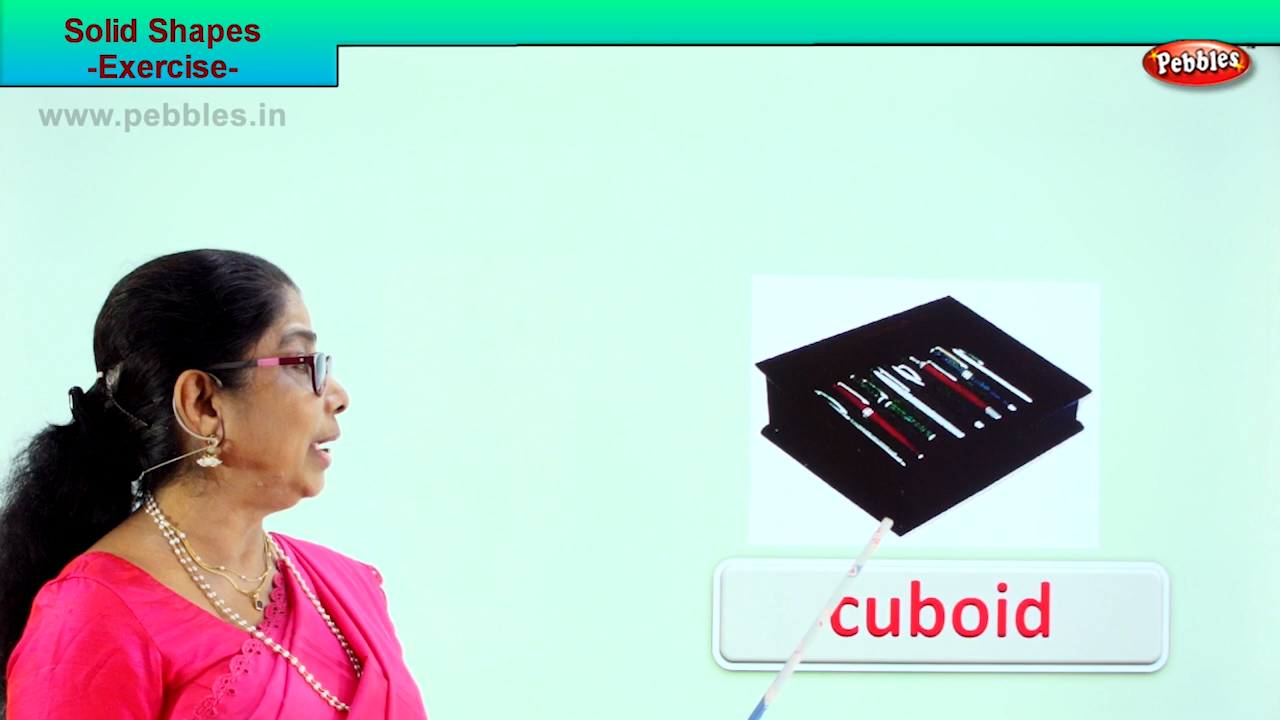 Solid Shapes
-Exercise-
Pebbles
www.pebbles.in
cuboid